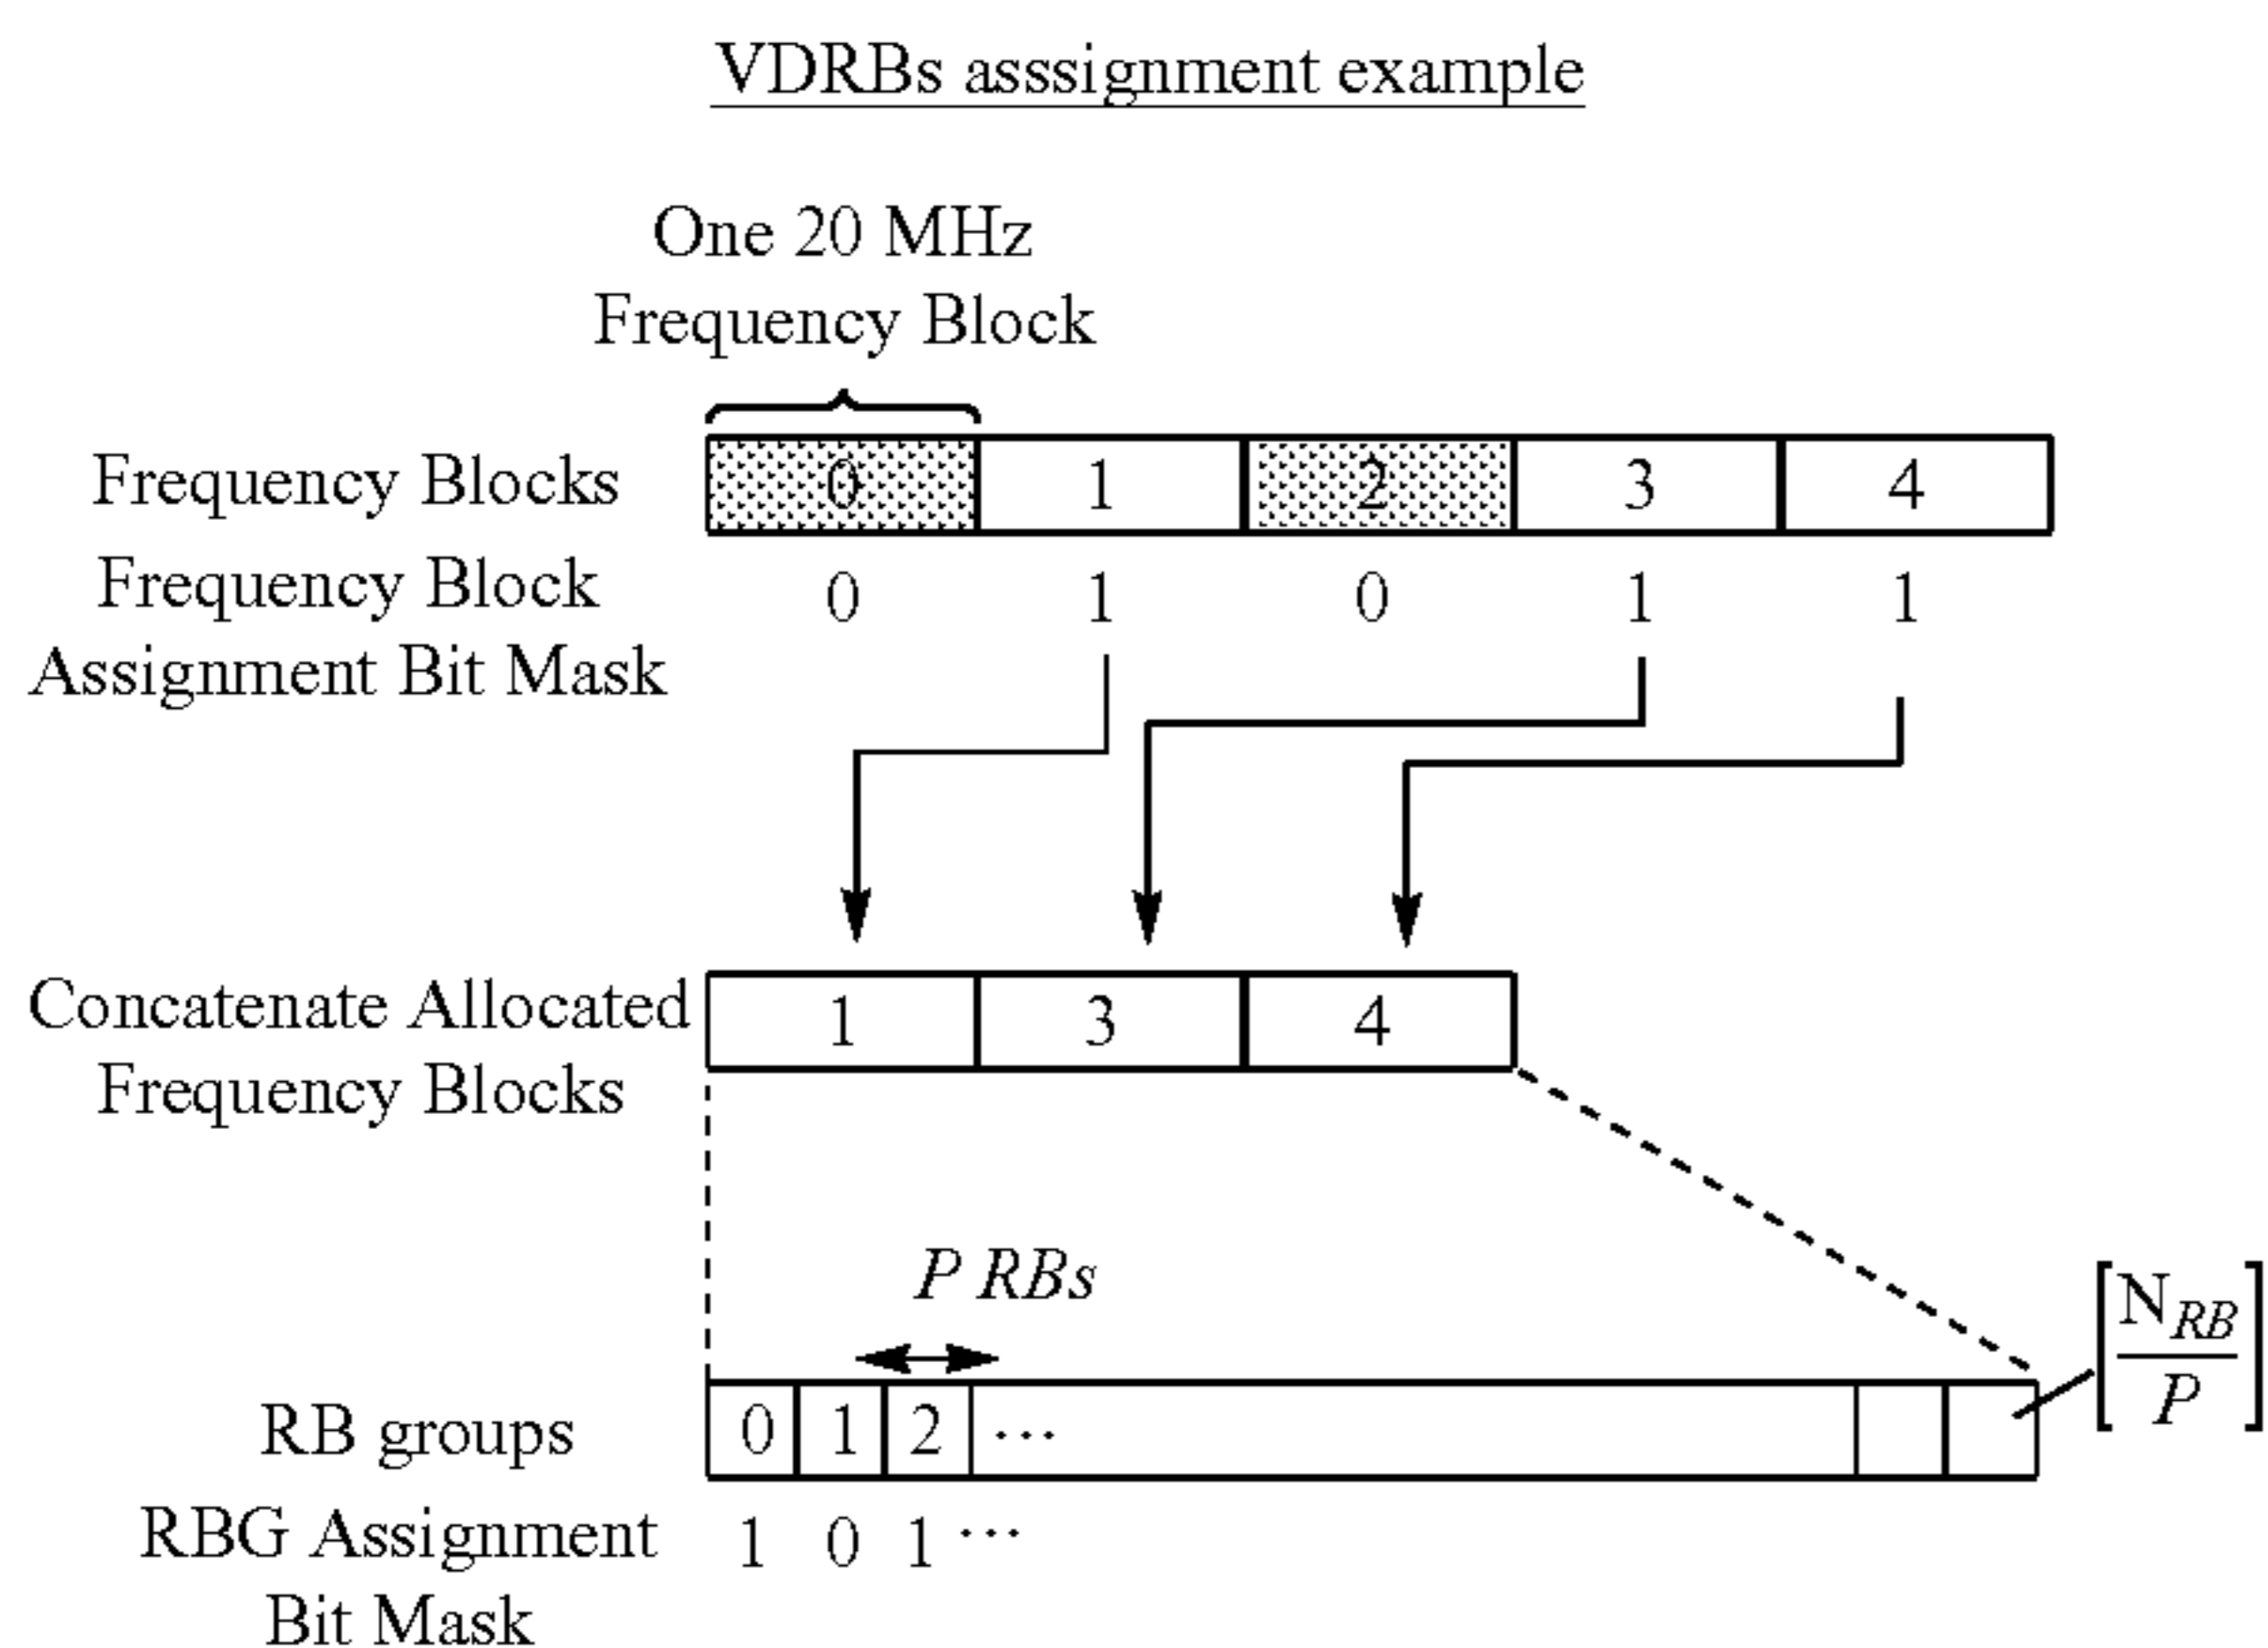 VDRBs asssignment example
One 20 MHz
Frequency Block
Frequency Blocks 0 1 2 3 4
Frequency Block
Assignment Bit Mask 0 1 0 1 1
Concatenate Allocated
Frequency Blocks 1 3 4
P RBs
[N_RB/P]
RB groups 0 1 2 ...
RBG Assignment
Bit Mask 1 0 1 ...